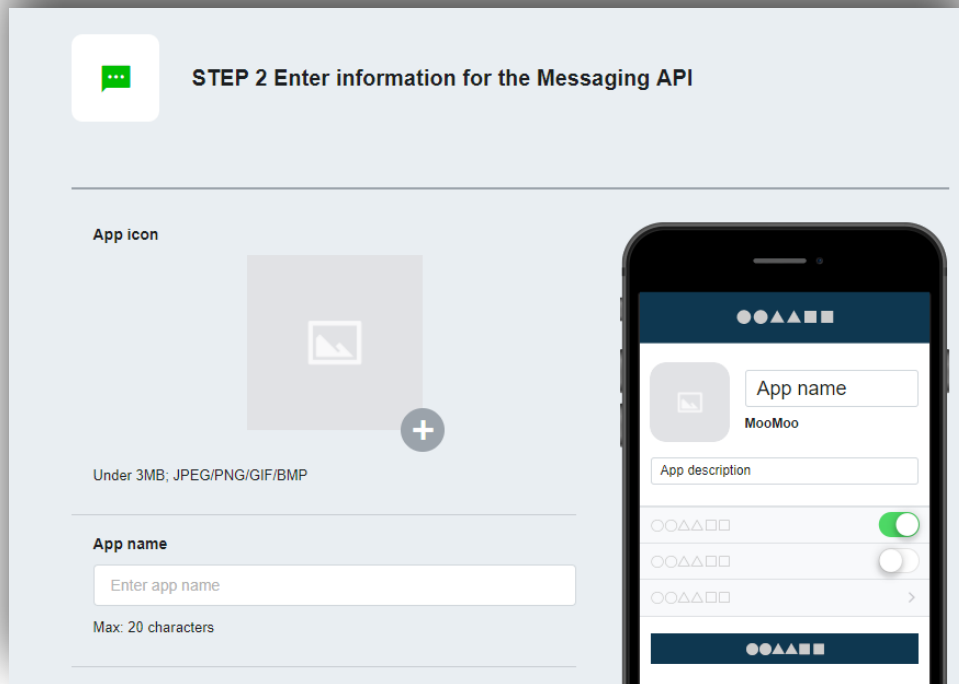 STEP 2 Enter information for the Messaging API
App icon
Under 3MB; JPEG/PNG/GIF/BMP
App name
Enter app name
Max: 20 characters
App name
MooMoo
App description